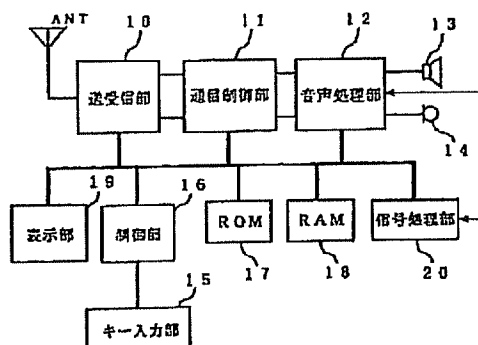 ANT
10
11
12
13
送受信部
通信制御部
音声処理部
14
19
16
表示部
制御部
ROM
RAM
信号処理部
17
18
20
15
キー入力部